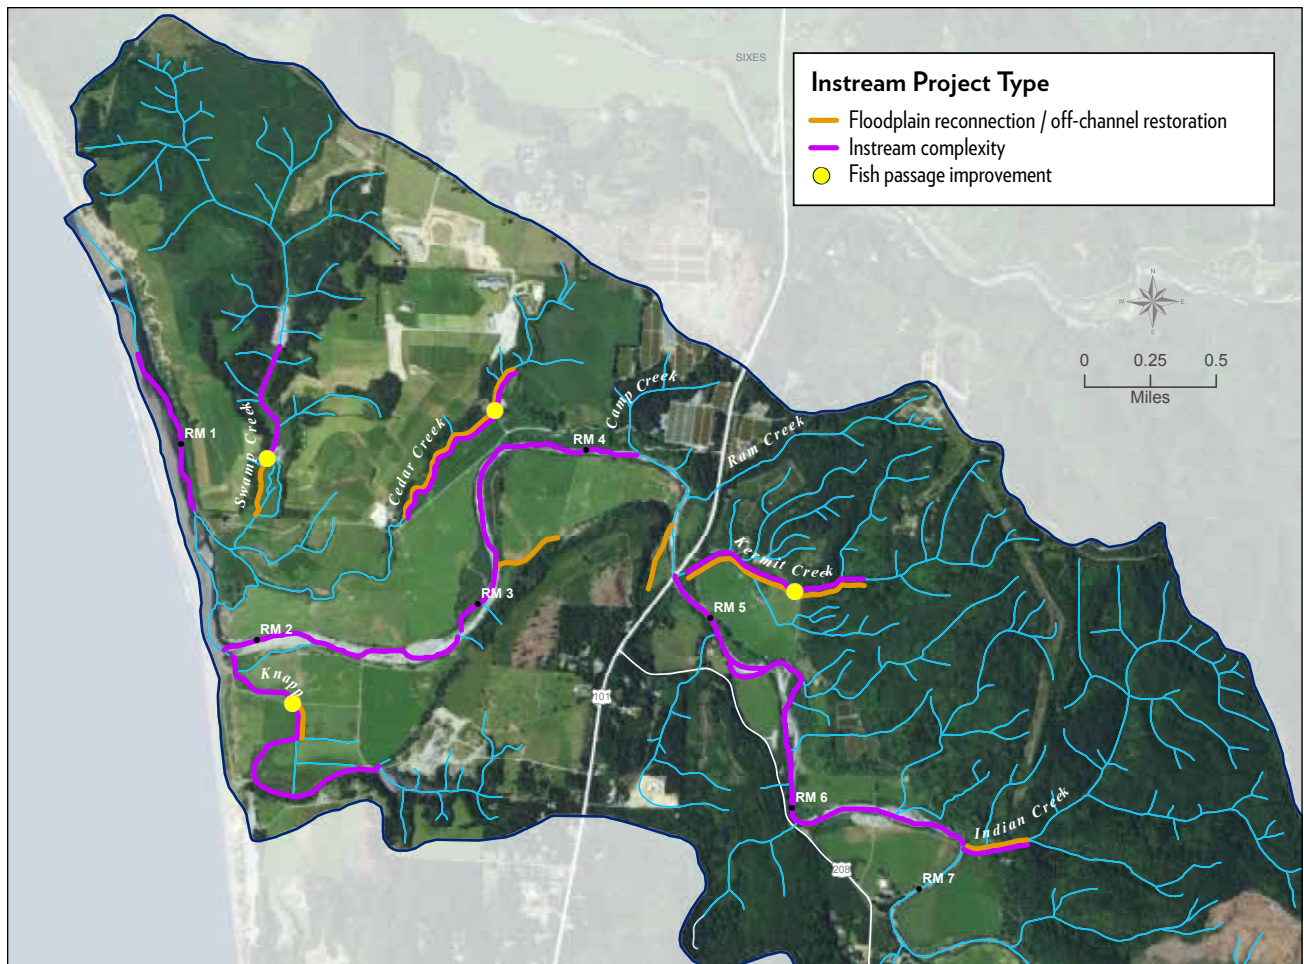 SIXES
Instream Project Type
Floodplain reconnection / off-channel restoration
Instream complexity
Fish passage improvement
N
W E
S
0 0.25 0.5
Miles
Camp Creek
Ram Creek
Cedar Creek
Swamp Creek
RM 1
RM 4
Kermit Creek
RM 3
RM 5
RM 2
Knapp
101
RM 6
Indian Creek
208
RM 7